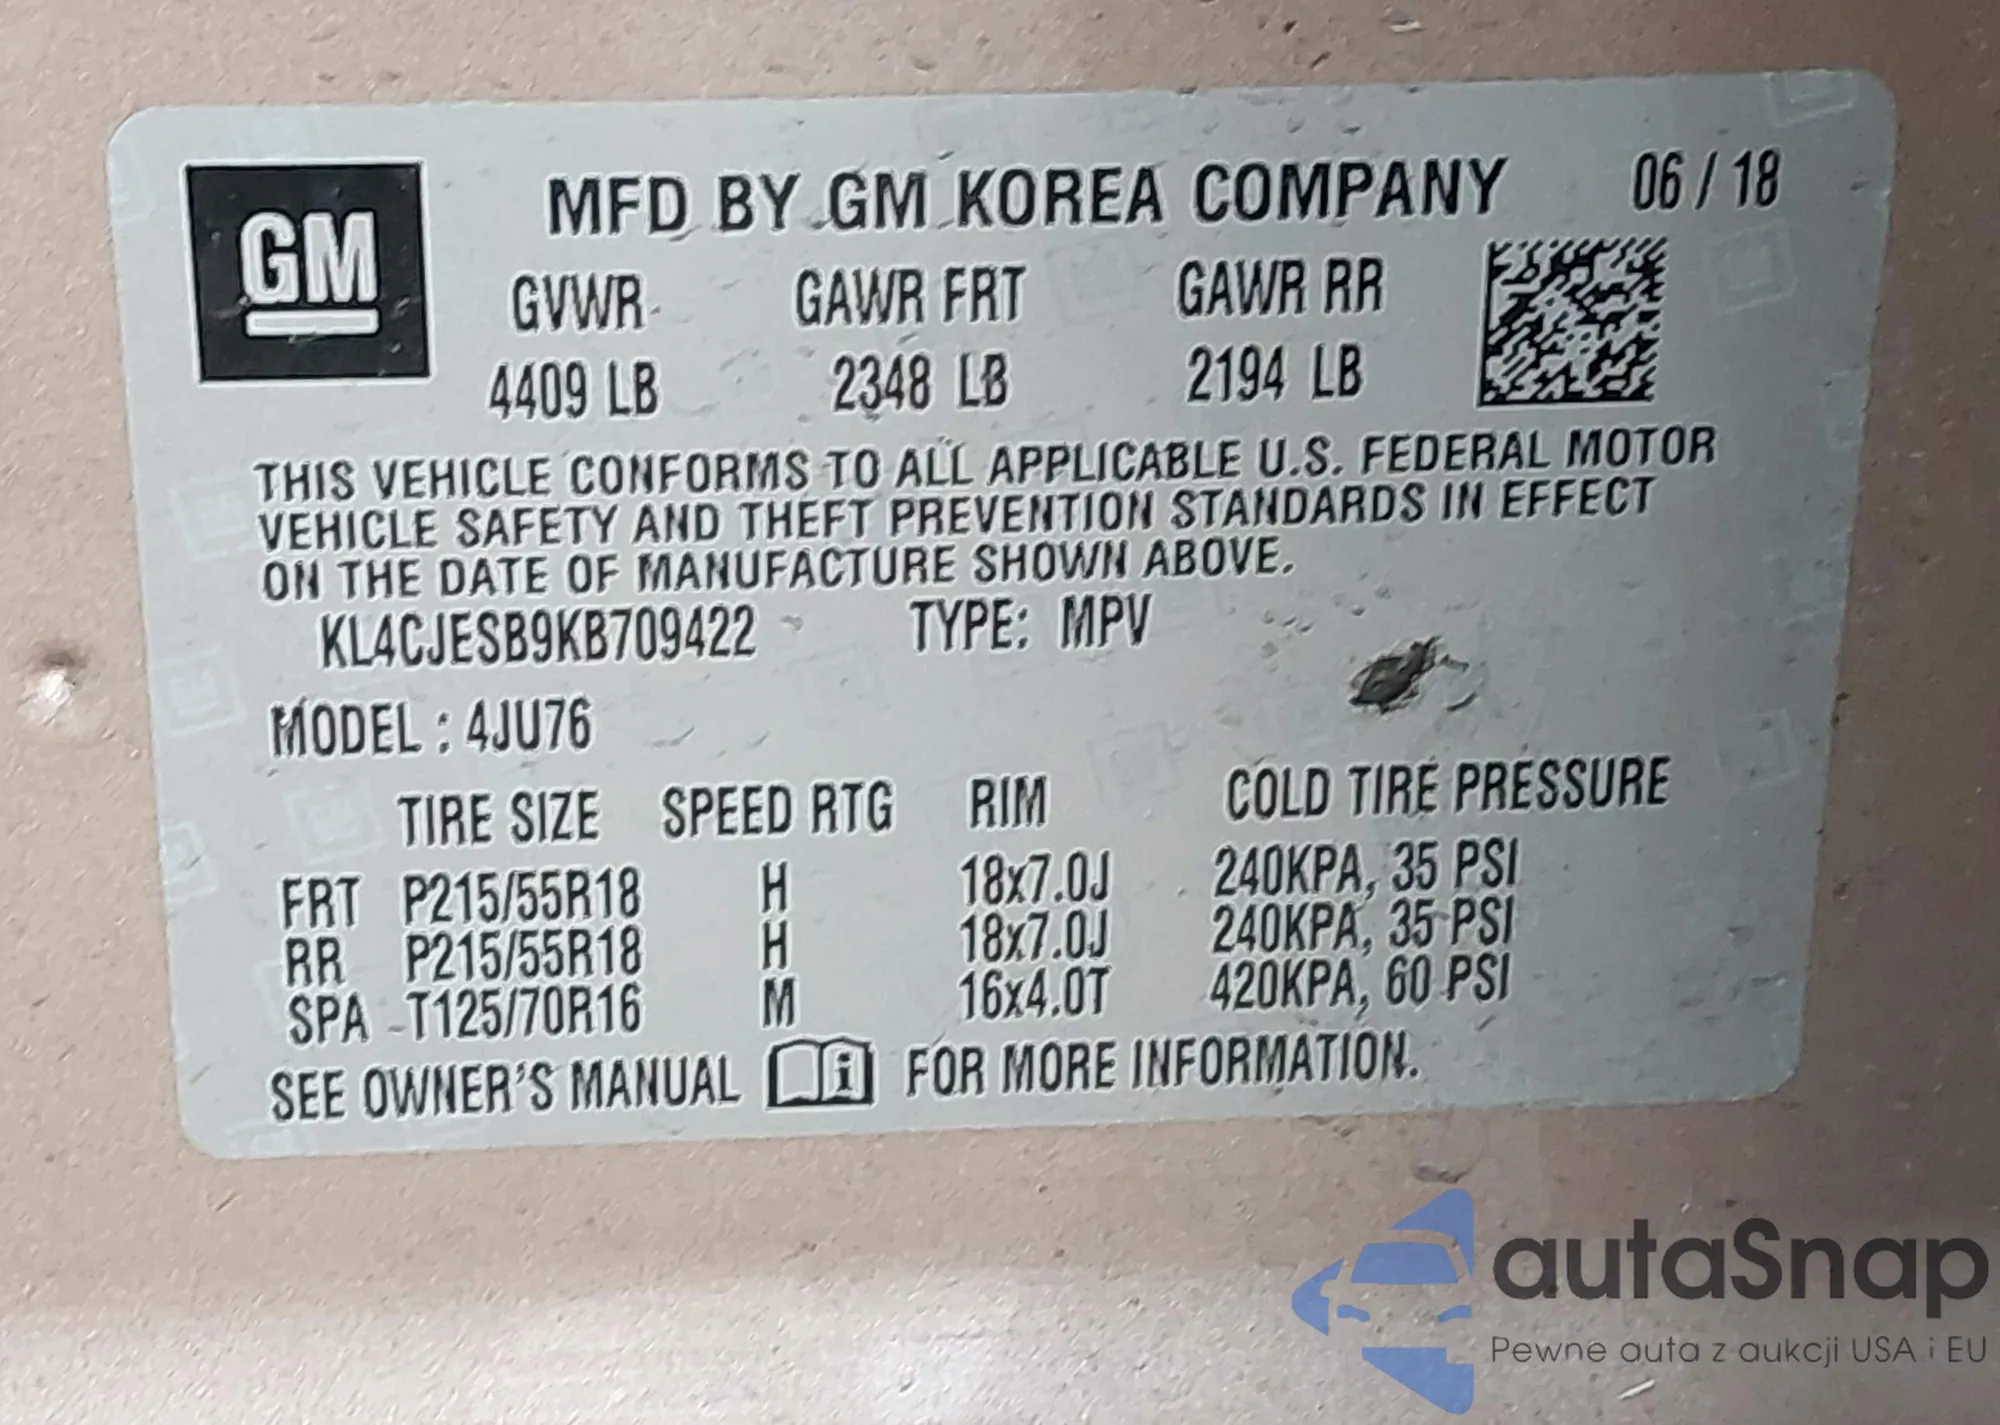 GM
MFD BY GM KOREA COMPANY 06/18
GVWR GAWR FRT GAWR RR
4409 LB 2348 LB 2194 LB
THIS VEHICLE CONFORMS TO ALL APPLICABLE U.S. FEDERAL MOTOR
VEHICLE SAFETY AND THEFT PREVENTION STANDARDS IN EFFECT
ON THE DATE OF MANUFACTURE SHOWN ABOVE.
KL4CJESB9KB709422 TYPE: MPV
MODEL : 4JU76
TIRE SIZE SPEED RTG RIM COLD TIRE PRESSURE
FRT P215/55R18 H 18x7.0J 240KPA, 35 PSI
RR P215/55R18 H 18x7.0J 240KPA, 35 PSI
SPA T125/70R16 M 16x4.0T 420KPA, 60 PSI
SEE OWNER'S MANUAL i FOR MORE INFORMATION.
autaSnap
Pewne auta z aukcji USA i EU